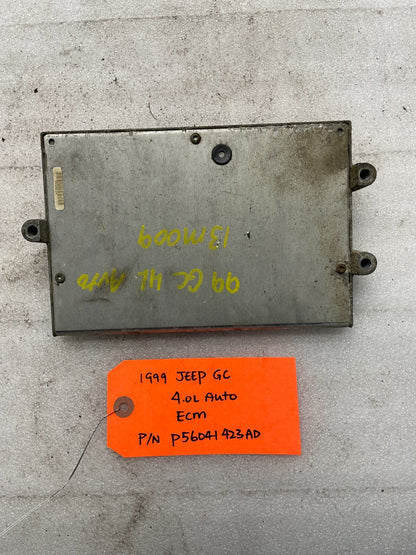 13M009
99 GC 4L AUTO
1999 JEEP GC
4.0L AUTO
ECM
P/N P56041423AD